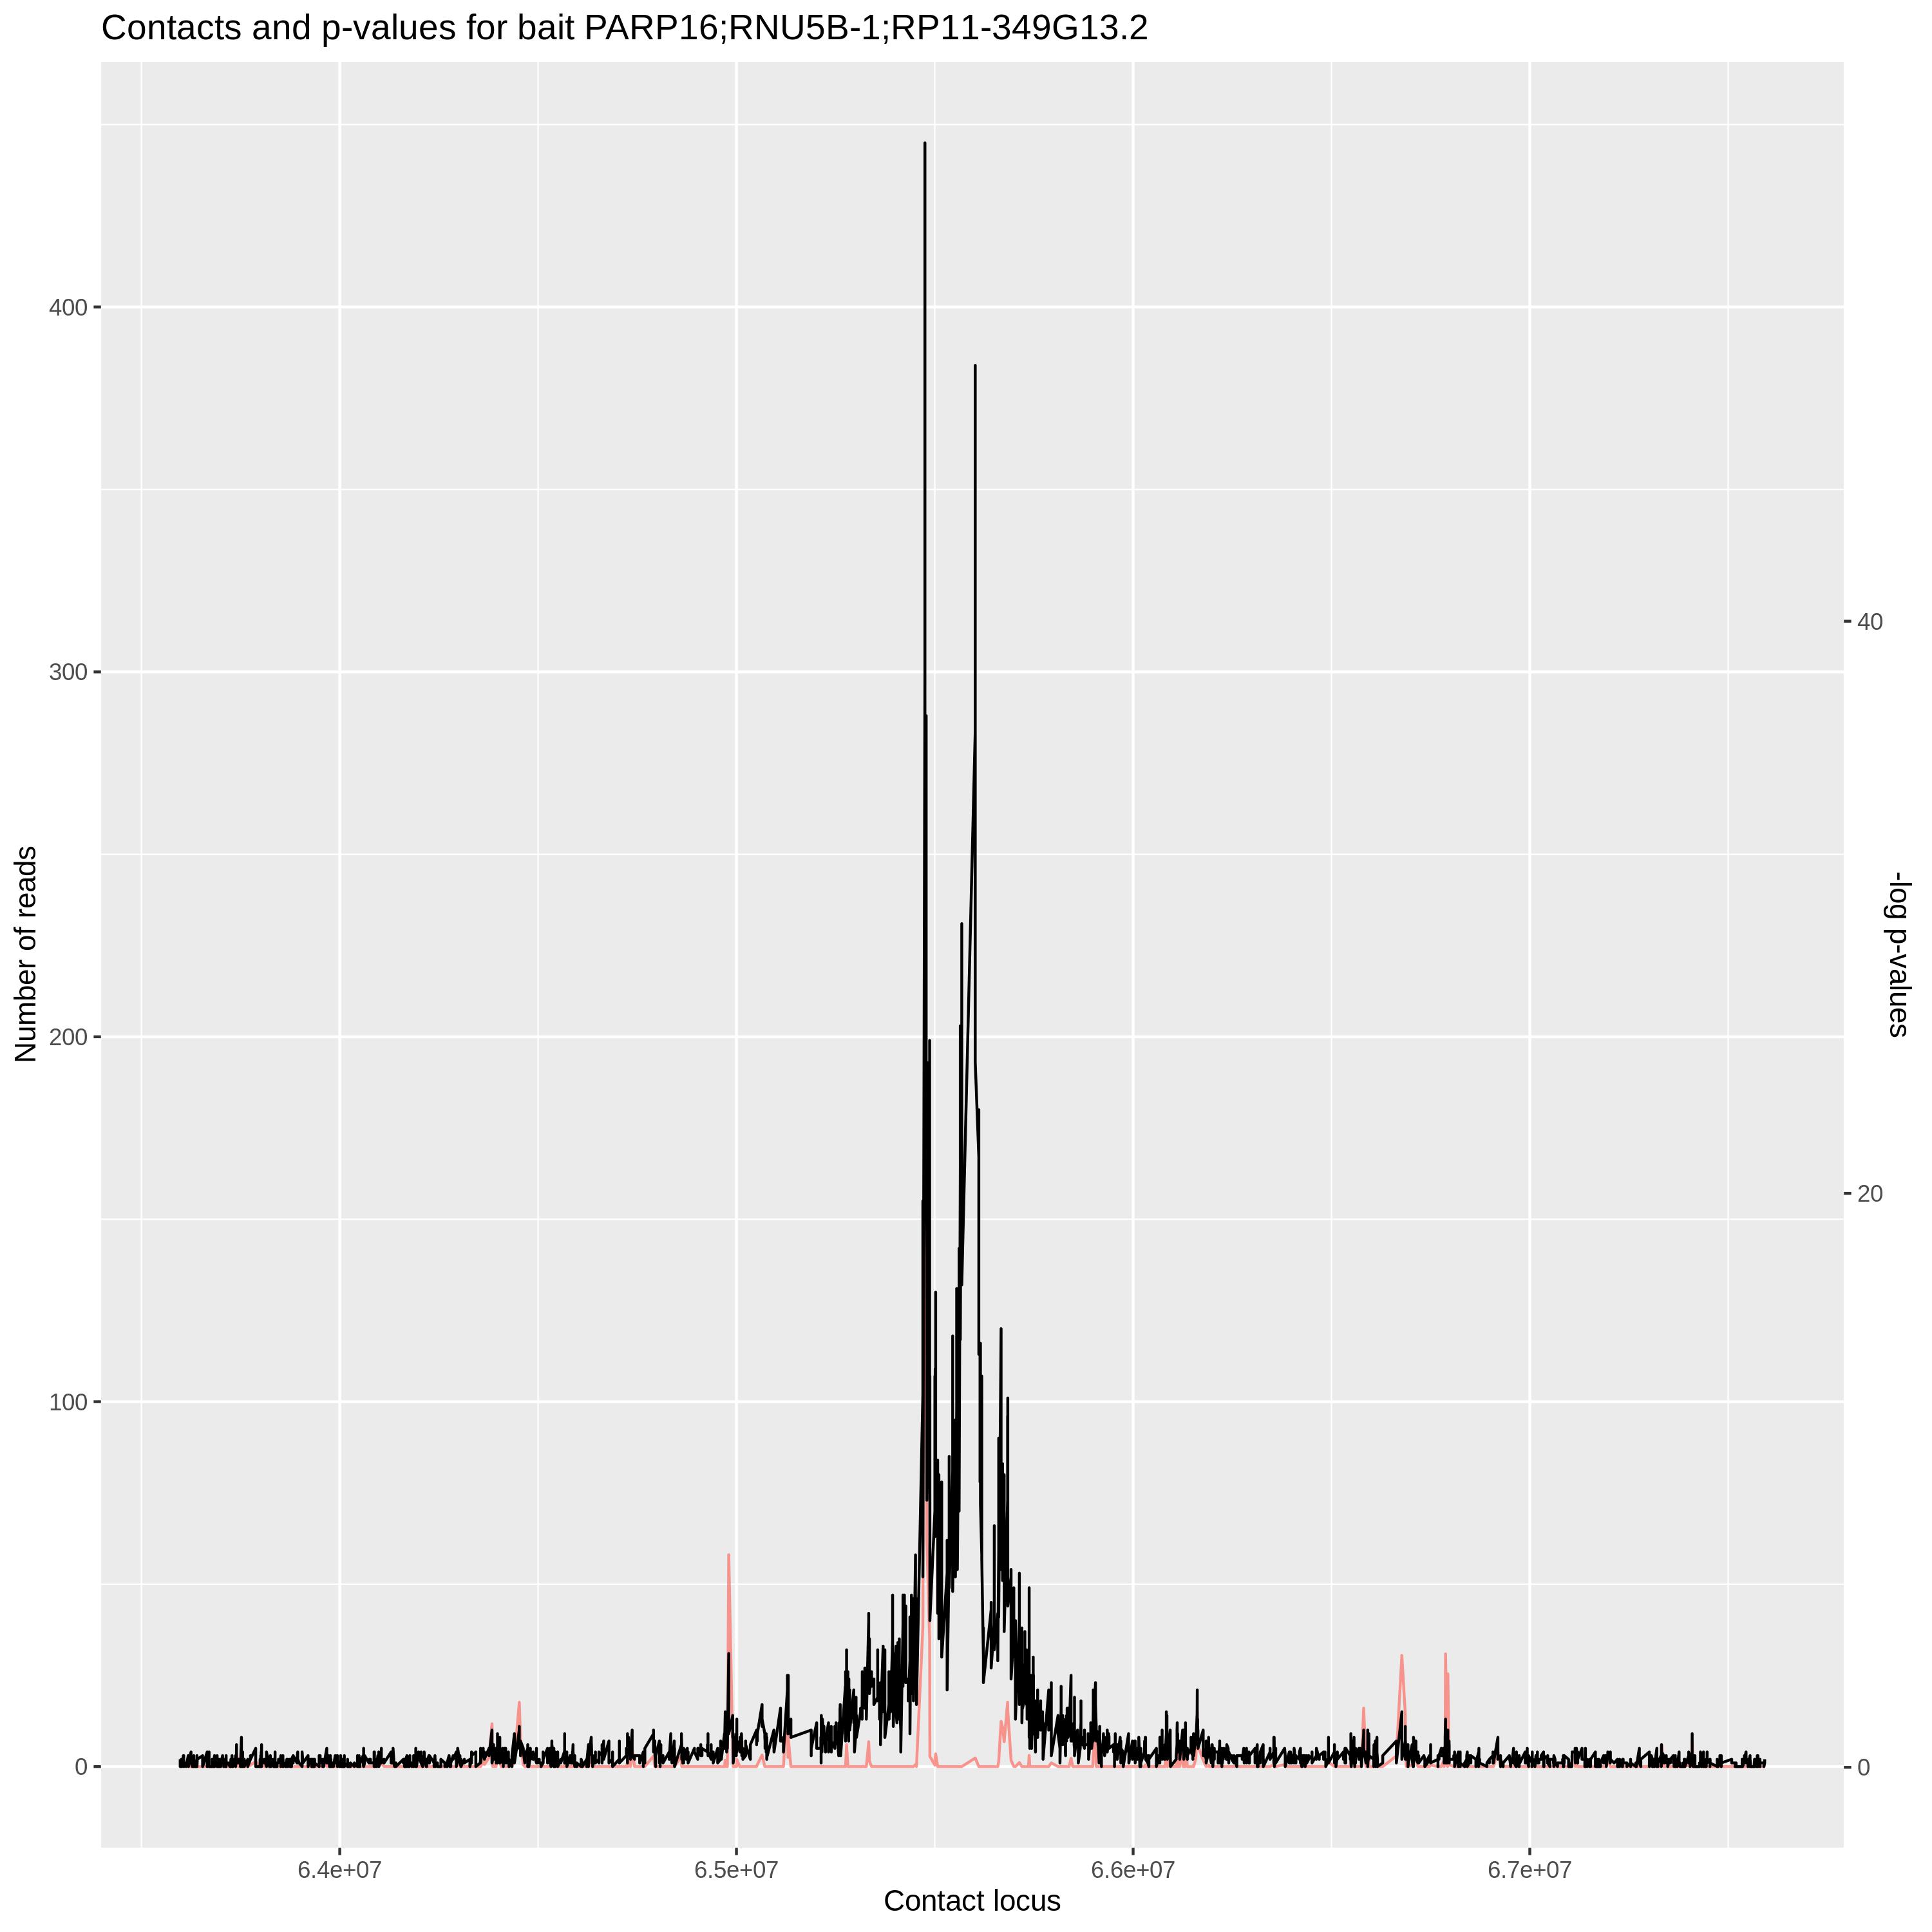 Contacts and p-values for bait PARP16;RNU5B-1;RP11-349G13.2
Number of reads
400
300
200
100
0
40
20
0
-log p-values
6.4e+07
6.5e+07
6.6e+07
6.7e+07
Contact locus